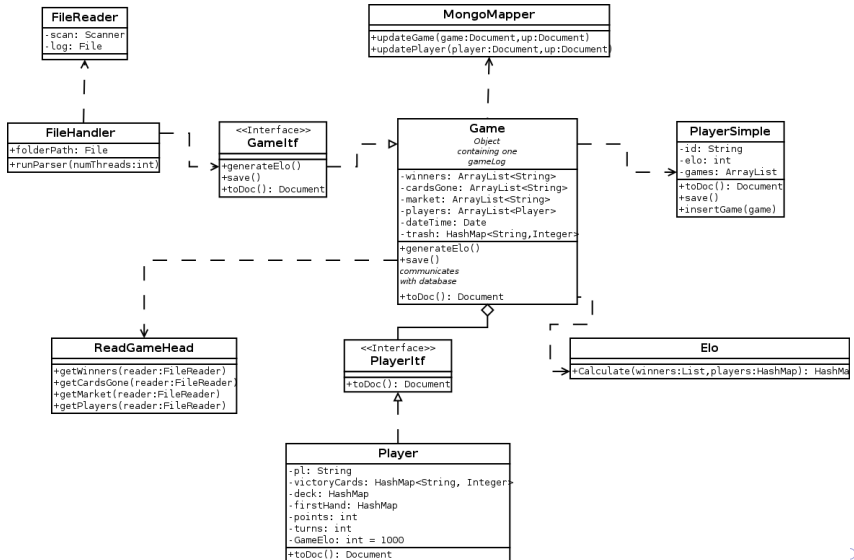 FileReader
-scan: Scanner
-log: File
MongoMapper
+updateGame(game:Document,up:Document)
+updatePlayer(player:Document,up:Document)
FileHandler
+folderPath: File
+runParser(numThreads:int)
<<Interface>>
GameItf
+generateElo()
+save()
+toDoc(): Document
Game
Object
containing one
gameLog
-winners: ArrayList<String>
-cardsGone: ArrayList<String>
-market: ArrayList<String>
-players: ArrayList<Player>
-dateTime: Date
-trash: HashMap<String,Integer>
+generateElo()
+save()
communicates
with database
+toDoc(): Document
PlayerSimple
-id: String
-elo: int
-games: ArrayList
+toDoc(): Document
+save()
+insertGame(game)
ReadGameHead
+getWinners(reader:FileReader)
+getCardsGone(reader:FileReader)
+getMarket(reader:FileReader)
+getPlayers(reader:FileReader)
<<Interface>>
PlayerItf
+toDoc(): Document
Elo
+Calculate(winners:List,players:HashMap): HashMa
Player
-pl: String
-victoryCards: HashMap<String, Integer>
-deck: HashMap
-firstHand: HashMap
-points: int
-turns: int
-GameElo: int = 1000
+toDoc(): Document